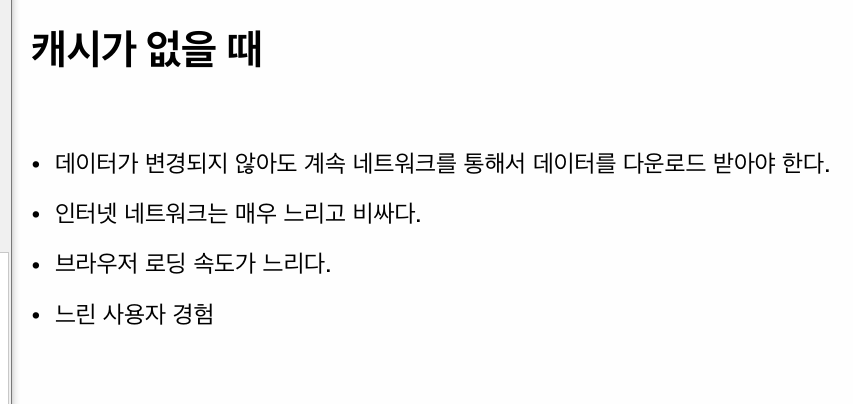 캐시가 없을 때
• 데이터가 변경되지 않아도 계속 네트워크를 통해서 데이터를 다운로드 받아야 한다.
• 인터넷 네트워크는 매우 느리고 비싸다.
• 브라우저 로딩 속도가 느리다.
• 느린 사용자 경험